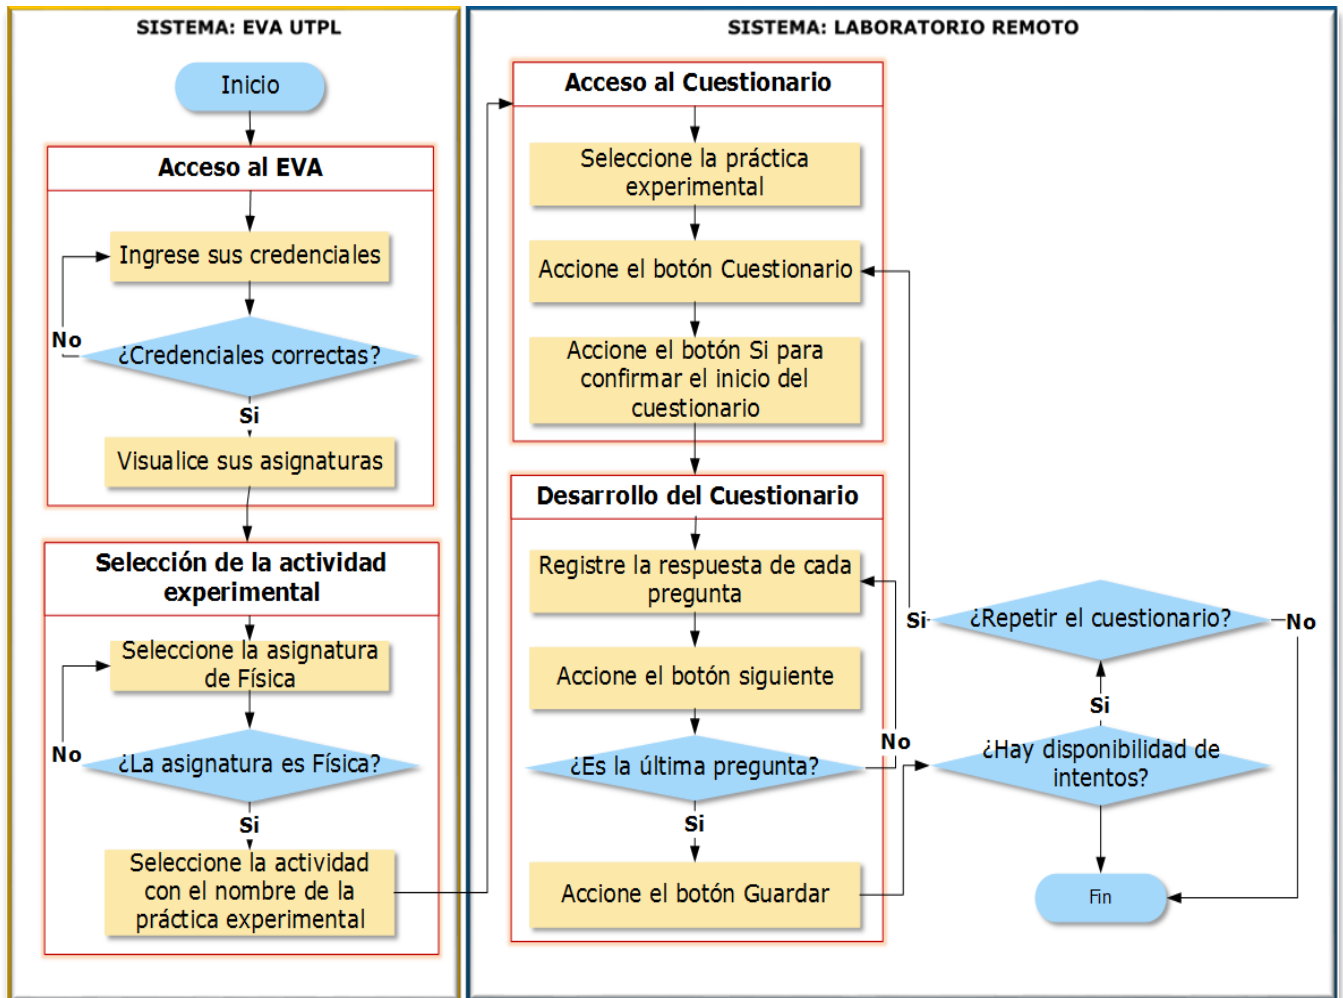 SISTEMA: EVA UTPL
Inicio
Acceso al EVA
Ingrese sus credenciales
No
¿Credenciales correctas?
Si
Visualice sus asignaturas
Selección de la actividad
experimental
Seleccione la asignatura
de Física
No
¿La asignatura es Física?
Si
Seleccione la actividad
con el nombre de la
práctica experimental
SISTEMA: LABORATORIO REMOTO
Acceso al Cuestionario
Seleccione la práctica
experimental
Accione el botón Cuestionario
Accione el botón Si para
confirmar el inicio del
cuestionario
Desarrollo del Cuestionario
Registre la respuesta de cada
pregunta
Accione el botón siguiente
¿Es la última pregunta?
No
Si
Accione el botón Guardar
Si
¿Repetir el cuestionario?
No
Si
¿Hay disponibilidad de
intentos?
Fin